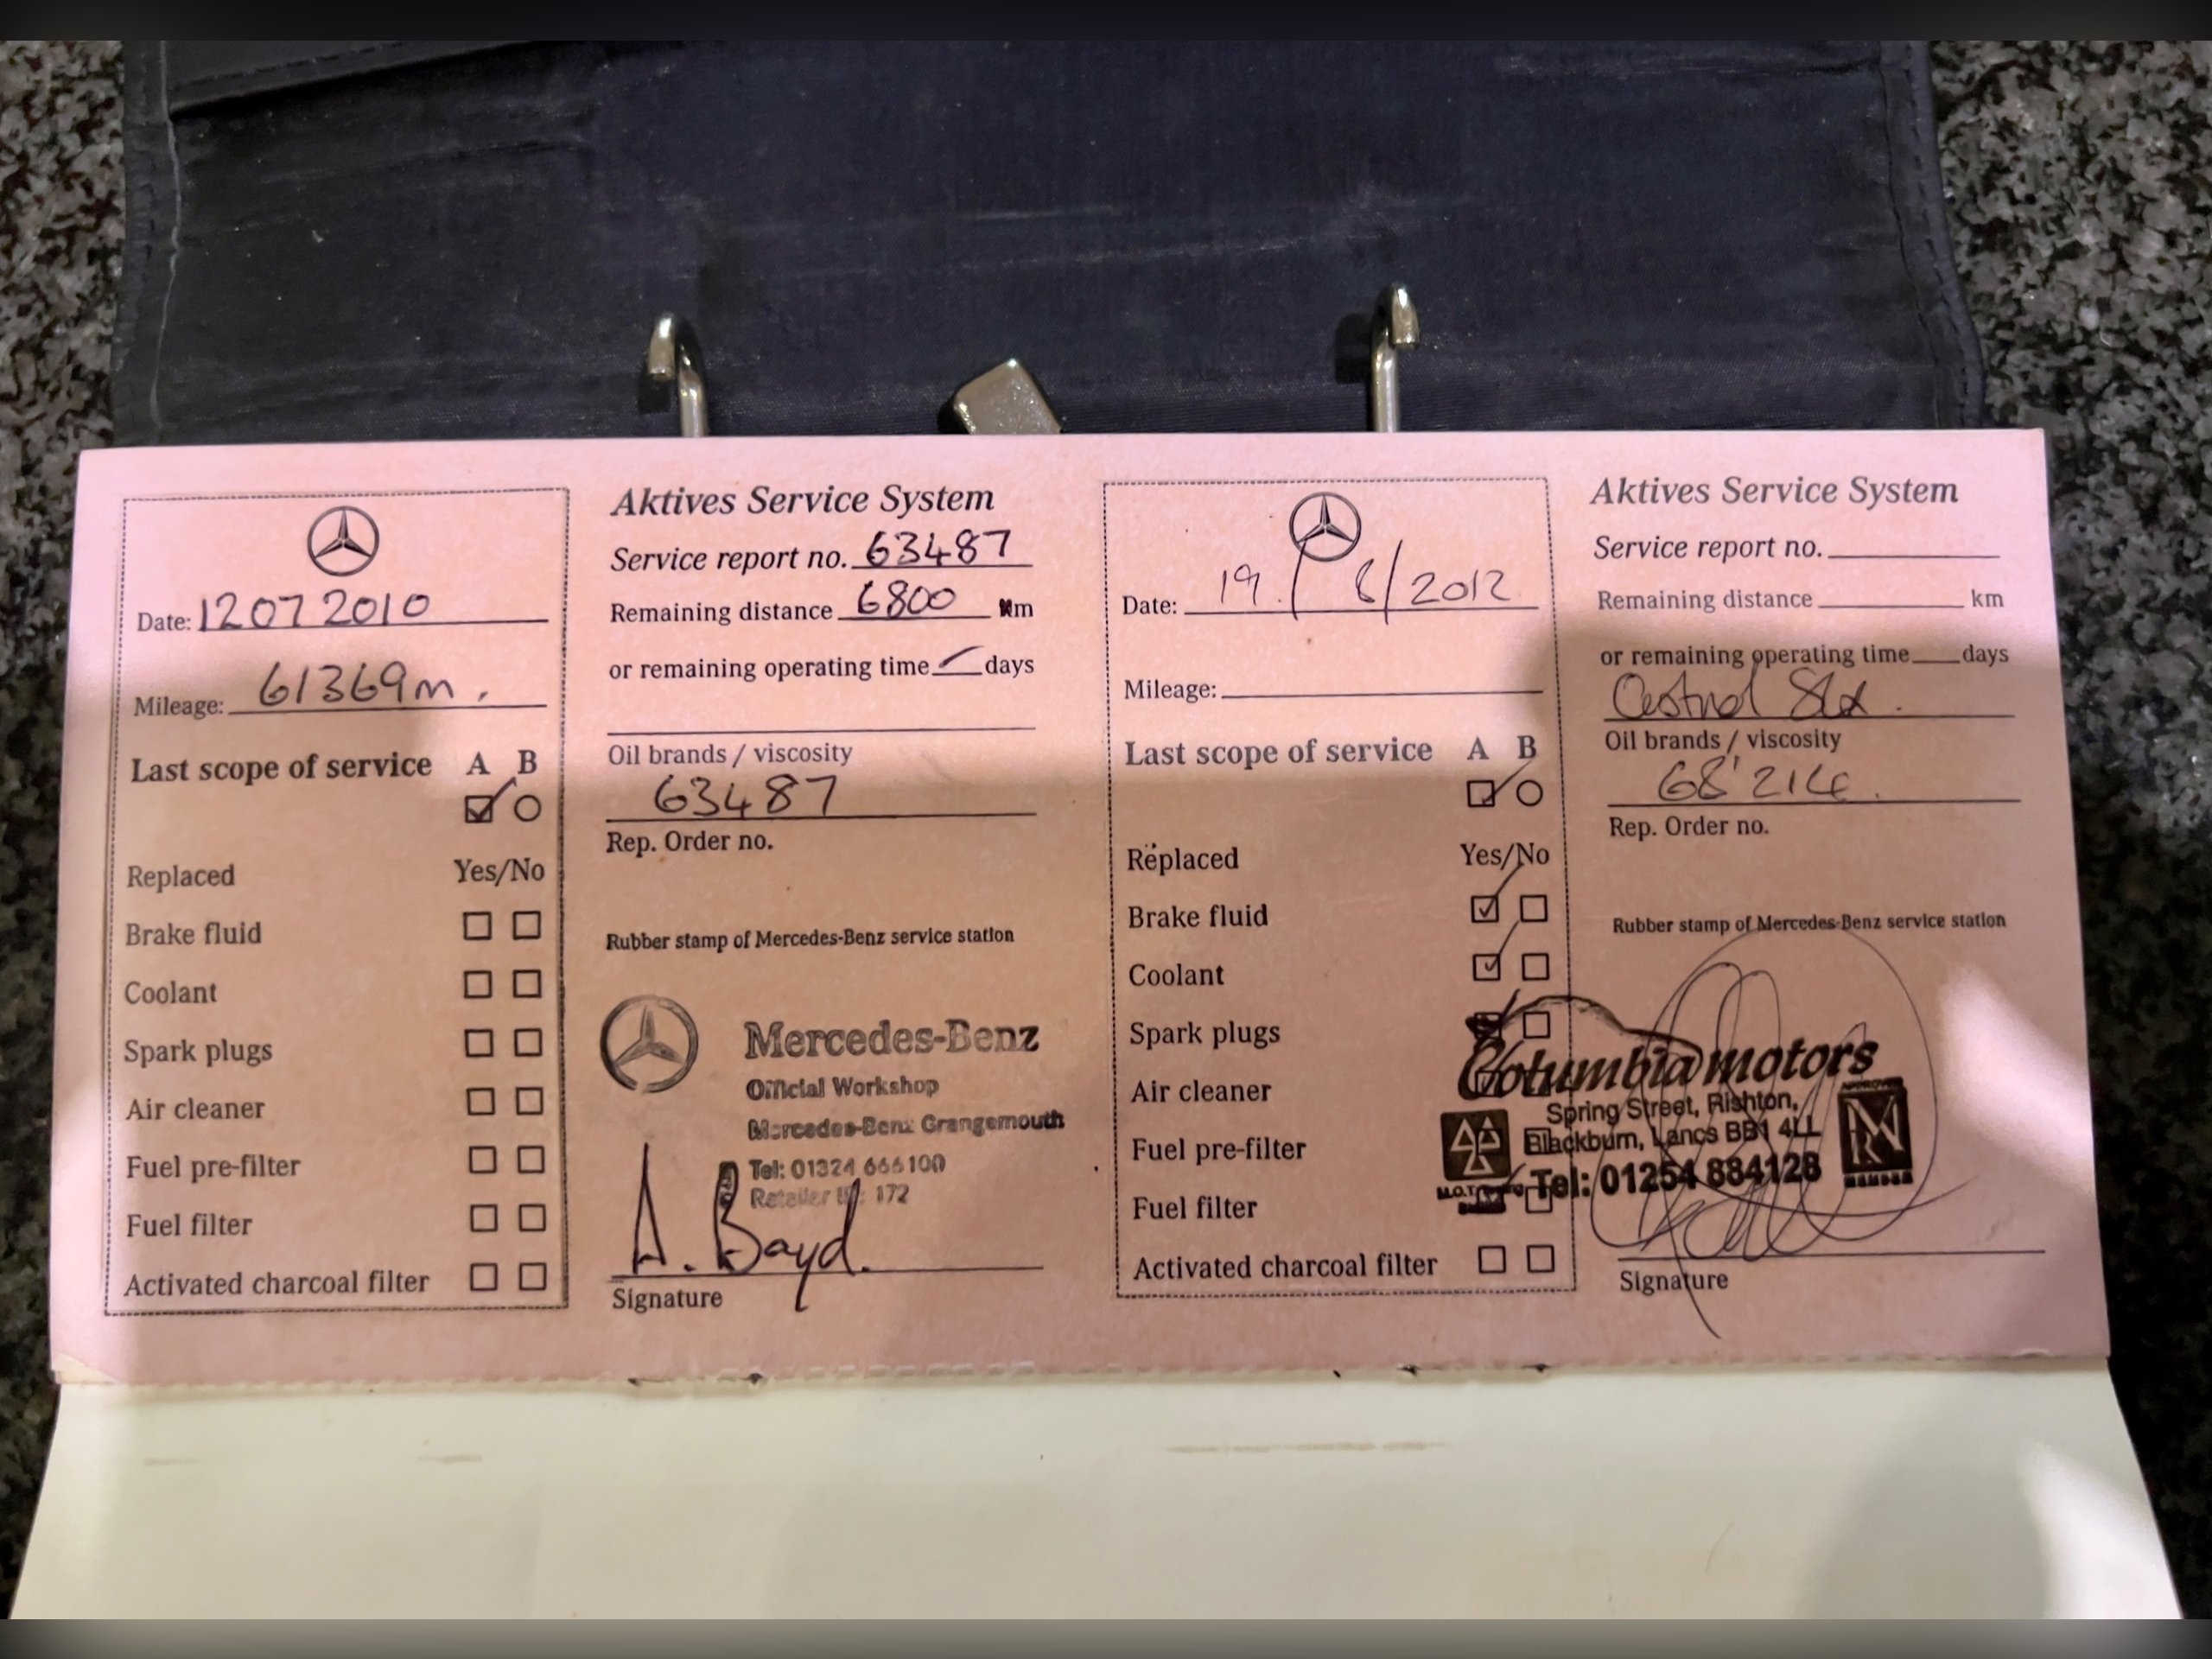 Date: 12 07 2010
Mileage: 61369m.
Last scope of service A B
Replaced Yes/No
Brake fluid
Coolant
Spark plugs
Air cleaner
Fuel pre-filter
Fuel filter
Activated charcoal filter
Aktives Service System
Service report no. 63487
Remaining distance 6800 m
or remaining operating time days
Oil brands / viscosity
63487
Rep. Order no.
Rubber stamp of Mercedes-Benz service station
Mercedes-Benz
Official Workshop
Mercedes-Benz Grangemouth
Tel: 01324 666100
Retailer ID: 172
A. Boyd.
Signature
Date: 19 / 6/2012
Mileage:
Last scope of service A B
Replaced Yes/No
Brake fluid
Coolant
Spark plugs
Air cleaner
Fuel pre-filter
Fuel filter
Activated charcoal filter
Aktives Service System
Service report no.
Remaining distance km
or remaining operating time days
Castrol Slx.
Oil brands / viscosity
68'214.
Rep. Order no.
Rubber stamp of Mercedes-Benz service station
Columbia motors
Spring Street, Rishton,
Blackburn, Lancs BB1 4LL
Tel: 01254 884128
M.O.T.
APPROVED
MEMBER
Signature